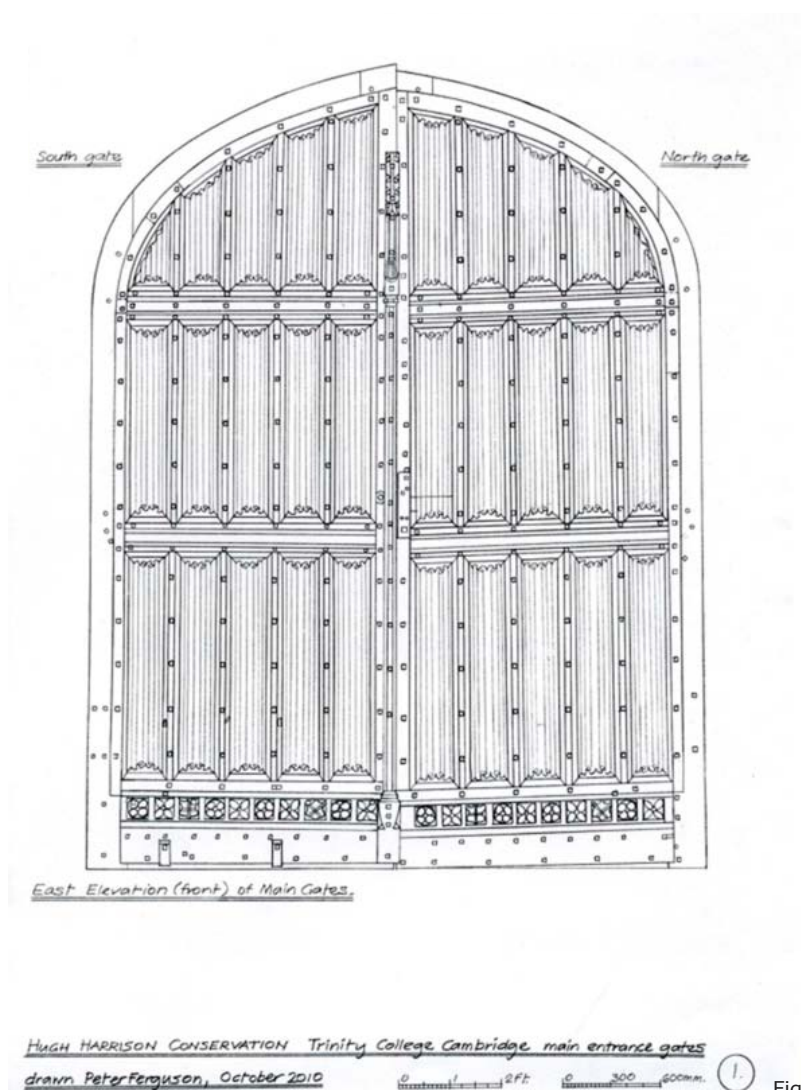 South gate
North gate
East Elevation (front) of Main Gates.
HUGH HARRISON CONSERVATION Trinity College Cambridge main entrance gates
drawn Peter Ferguson, October 2010
0 1 2Ft.
0 300 600mm.
1.
Fig